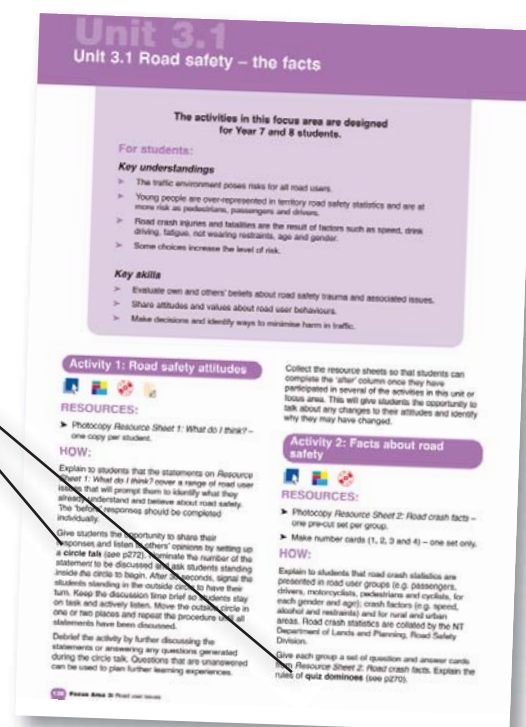 Unit 3.1
Unit 3.1 Road safety – the facts
The activities in this focus area are designed
for Year 7 and 8 students.
For students:
Key understandings
➤ The traffic environment poses risks for all road users.
➤ Young people are over-represented in territory road safety statistics and are at
more risk as pedestrians, passengers and drivers.
➤ Road crash injuries and fatalities are the result of factors such as speed, drink
driving, fatigue, not wearing restraints, age and gender.
➤ Some choices increase the level of risk.
Key skills
➤ Evaluate own and others' beliefs about road safety trauma and associated issues.
➤ Share attitudes and values about road user behaviours.
➤ Make decisions and identify ways to minimise harm in traffic.
Activity 1: Road safety attitudes
RESOURCES:
➤ Photocopy Resource Sheet 1: What do I think? –
one copy per student.
HOW:
Explain to students that the statements on Resource
Sheet 1: What do I think? cover a range of road user
issues that will prompt them to identify what they
already understand and believe about road safety.
The 'before' responses should be completed
individually.
Give students the opportunity to share their
responses and listen to others' opinions by setting up
a circle talk (see p272). Nominate the number of the
statement to be discussed and ask students standing
inside the circle to begin. After 30 seconds, signal the
students standing in the outside circle to have their
turn. Keep the discussion time brief so students stay
on task and actively listen. Move the outside circle in
one or two places and repeat the procedure until all
statements have been discussed.
Debrief the activity by further discussing the
statements or answering any questions generated
during the circle talk. Questions that are unanswered
can be used to plan further learning experiences.
Collect the resource sheets so that students can
complete the 'after' column once they have
participated in several of the activities in this unit or
focus area. This will give students the opportunity to
talk about any changes to their attitudes and identify
why they may have changed.
Activity 2: Facts about road
safety
RESOURCES:
➤ Photocopy Resource Sheet 2: Road crash facts –
one pre-cut set per group.
➤ Make number cards (1, 2, 3 and 4) – one set only.
HOW:
Explain to students that road crash statistics are
presented in road user groups (e.g. passengers,
drivers, motorcyclists, pedestrians and cyclists, for
each gender and age); crash factors (e.g. speed,
alcohol and restraints) and for rural and urban
areas. Road crash statistics are collated by the NT
Department of Lands and Planning, Road Safety
Division.
Give each group a set of question and answer cards
from Resource Sheet 2: Road crash facts. Explain the
rules of quiz dominoes (see p270).
Focus Area 3: Road user issues